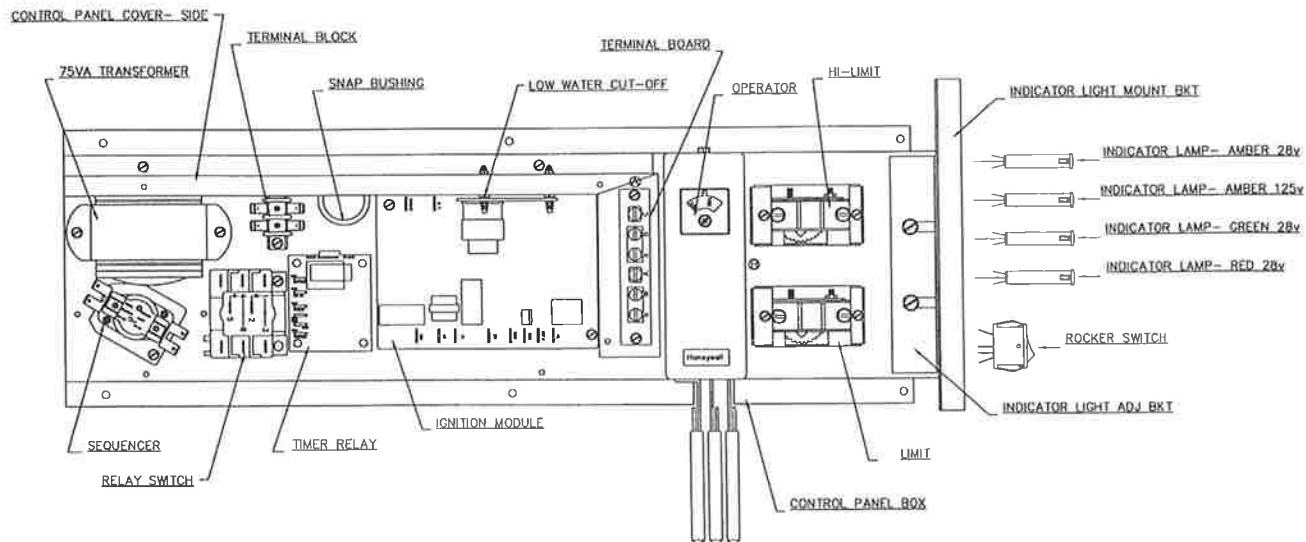 CONTROL PANEL COVER- SIDE
TERMINAL BLOCK
75VA TRANSFORMER
SNAP BUSHING
LOW WATER CUT-OFF
TERMINAL BOARD
OPERATOR
HI-LIMIT
INDICATOR LIGHT MOUNT BKT
INDICATOR LAMP- AMBER 28v
INDICATOR LAMP- AMBER 125v
INDICATOR LAMP- GREEN 28v
INDICATOR LAMP- RED 28v
ROCKER SWITCH
Honeywell
INDICATOR LIGHT ADJ BKT
IGNITION MODULE
SEQUENCER
TIMER RELAY
LIMIT
RELAY SWITCH
CONTROL PANEL BOX